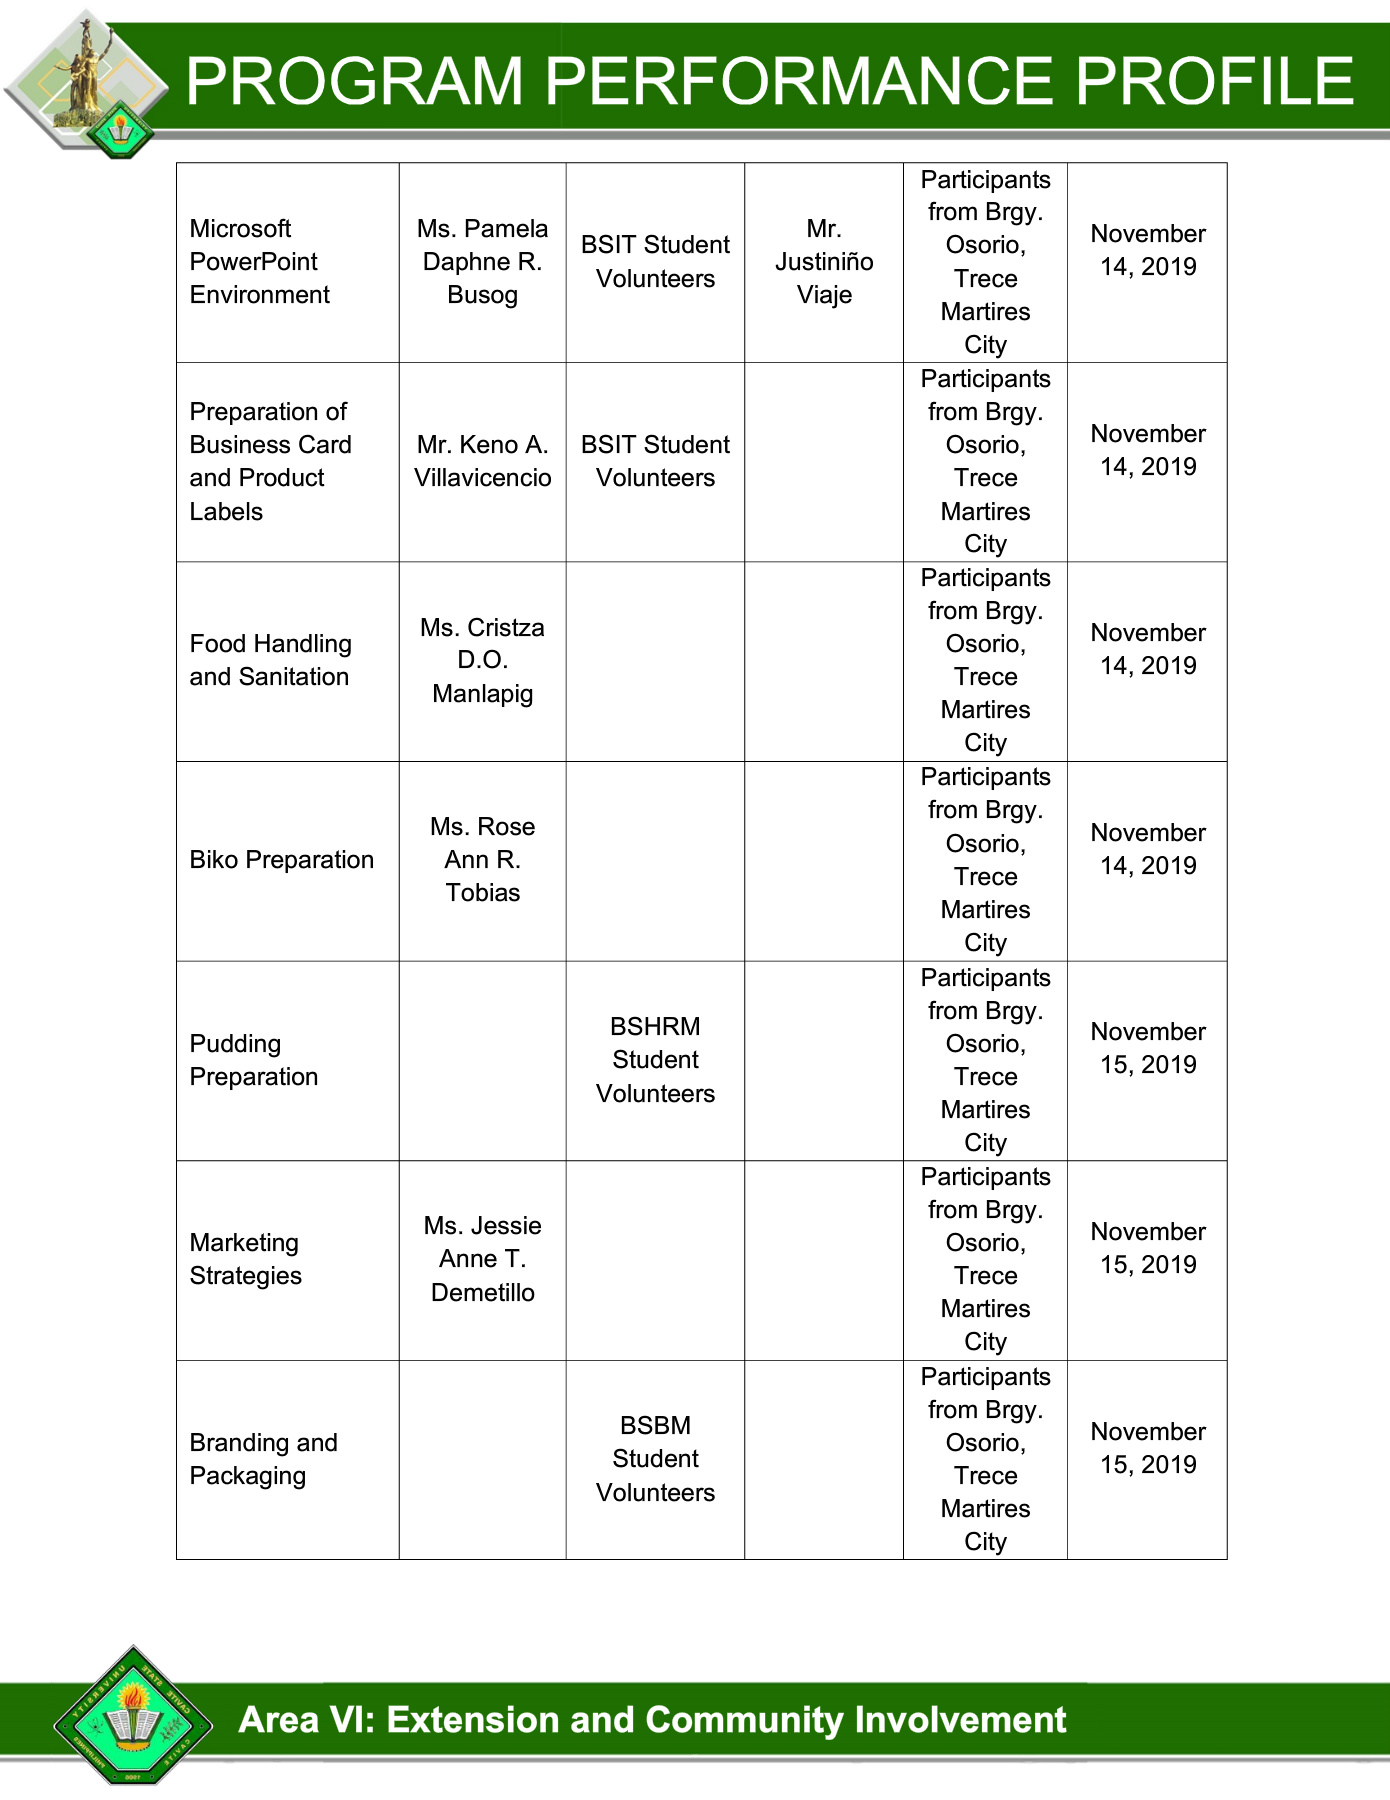 PROGRAM PERFORMANCE PROFILE
Microsoft
PowerPoint
Environment
Ms. Pamela
Daphne R.
Busog
BSIT Student
Volunteers
Mr.
Justiniño
Viaje
Participants
from Brgy.
Osorio,
Trece
Martires
City
November
14, 2019
Preparation of
Business Card
and Product
Labels
Mr. Keno A.
Villavicencio
BSIT Student
Volunteers
Participants
from Brgy.
Osorio,
Trece
Martires
City
November
14, 2019
Food Handling
and Sanitation
Ms. Cristza
D.O.
Manlapig
Participants
from Brgy.
Osorio,
Trece
Martires
City
November
14, 2019
Biko Preparation
Ms. Rose
Ann R.
Tobias
Participants
from Brgy.
Osorio,
Trece
Martires
City
November
14, 2019
Pudding
Preparation
BSHRM
Student
Volunteers
Participants
from Brgy.
Osorio,
Trece
Martires
City
November
15, 2019
Marketing
Strategies
Ms. Jessie
Anne T.
Demetillo
Participants
from Brgy.
Osorio,
Trece
Martires
City
November
15, 2019
Branding and
Packaging
BSBM
Student
Volunteers
Participants
from Brgy.
Osorio,
Trece
Martires
City
November
15, 2019
CAVITE STATE UNIVERSITY
Area VI: Extension and Community Involvement